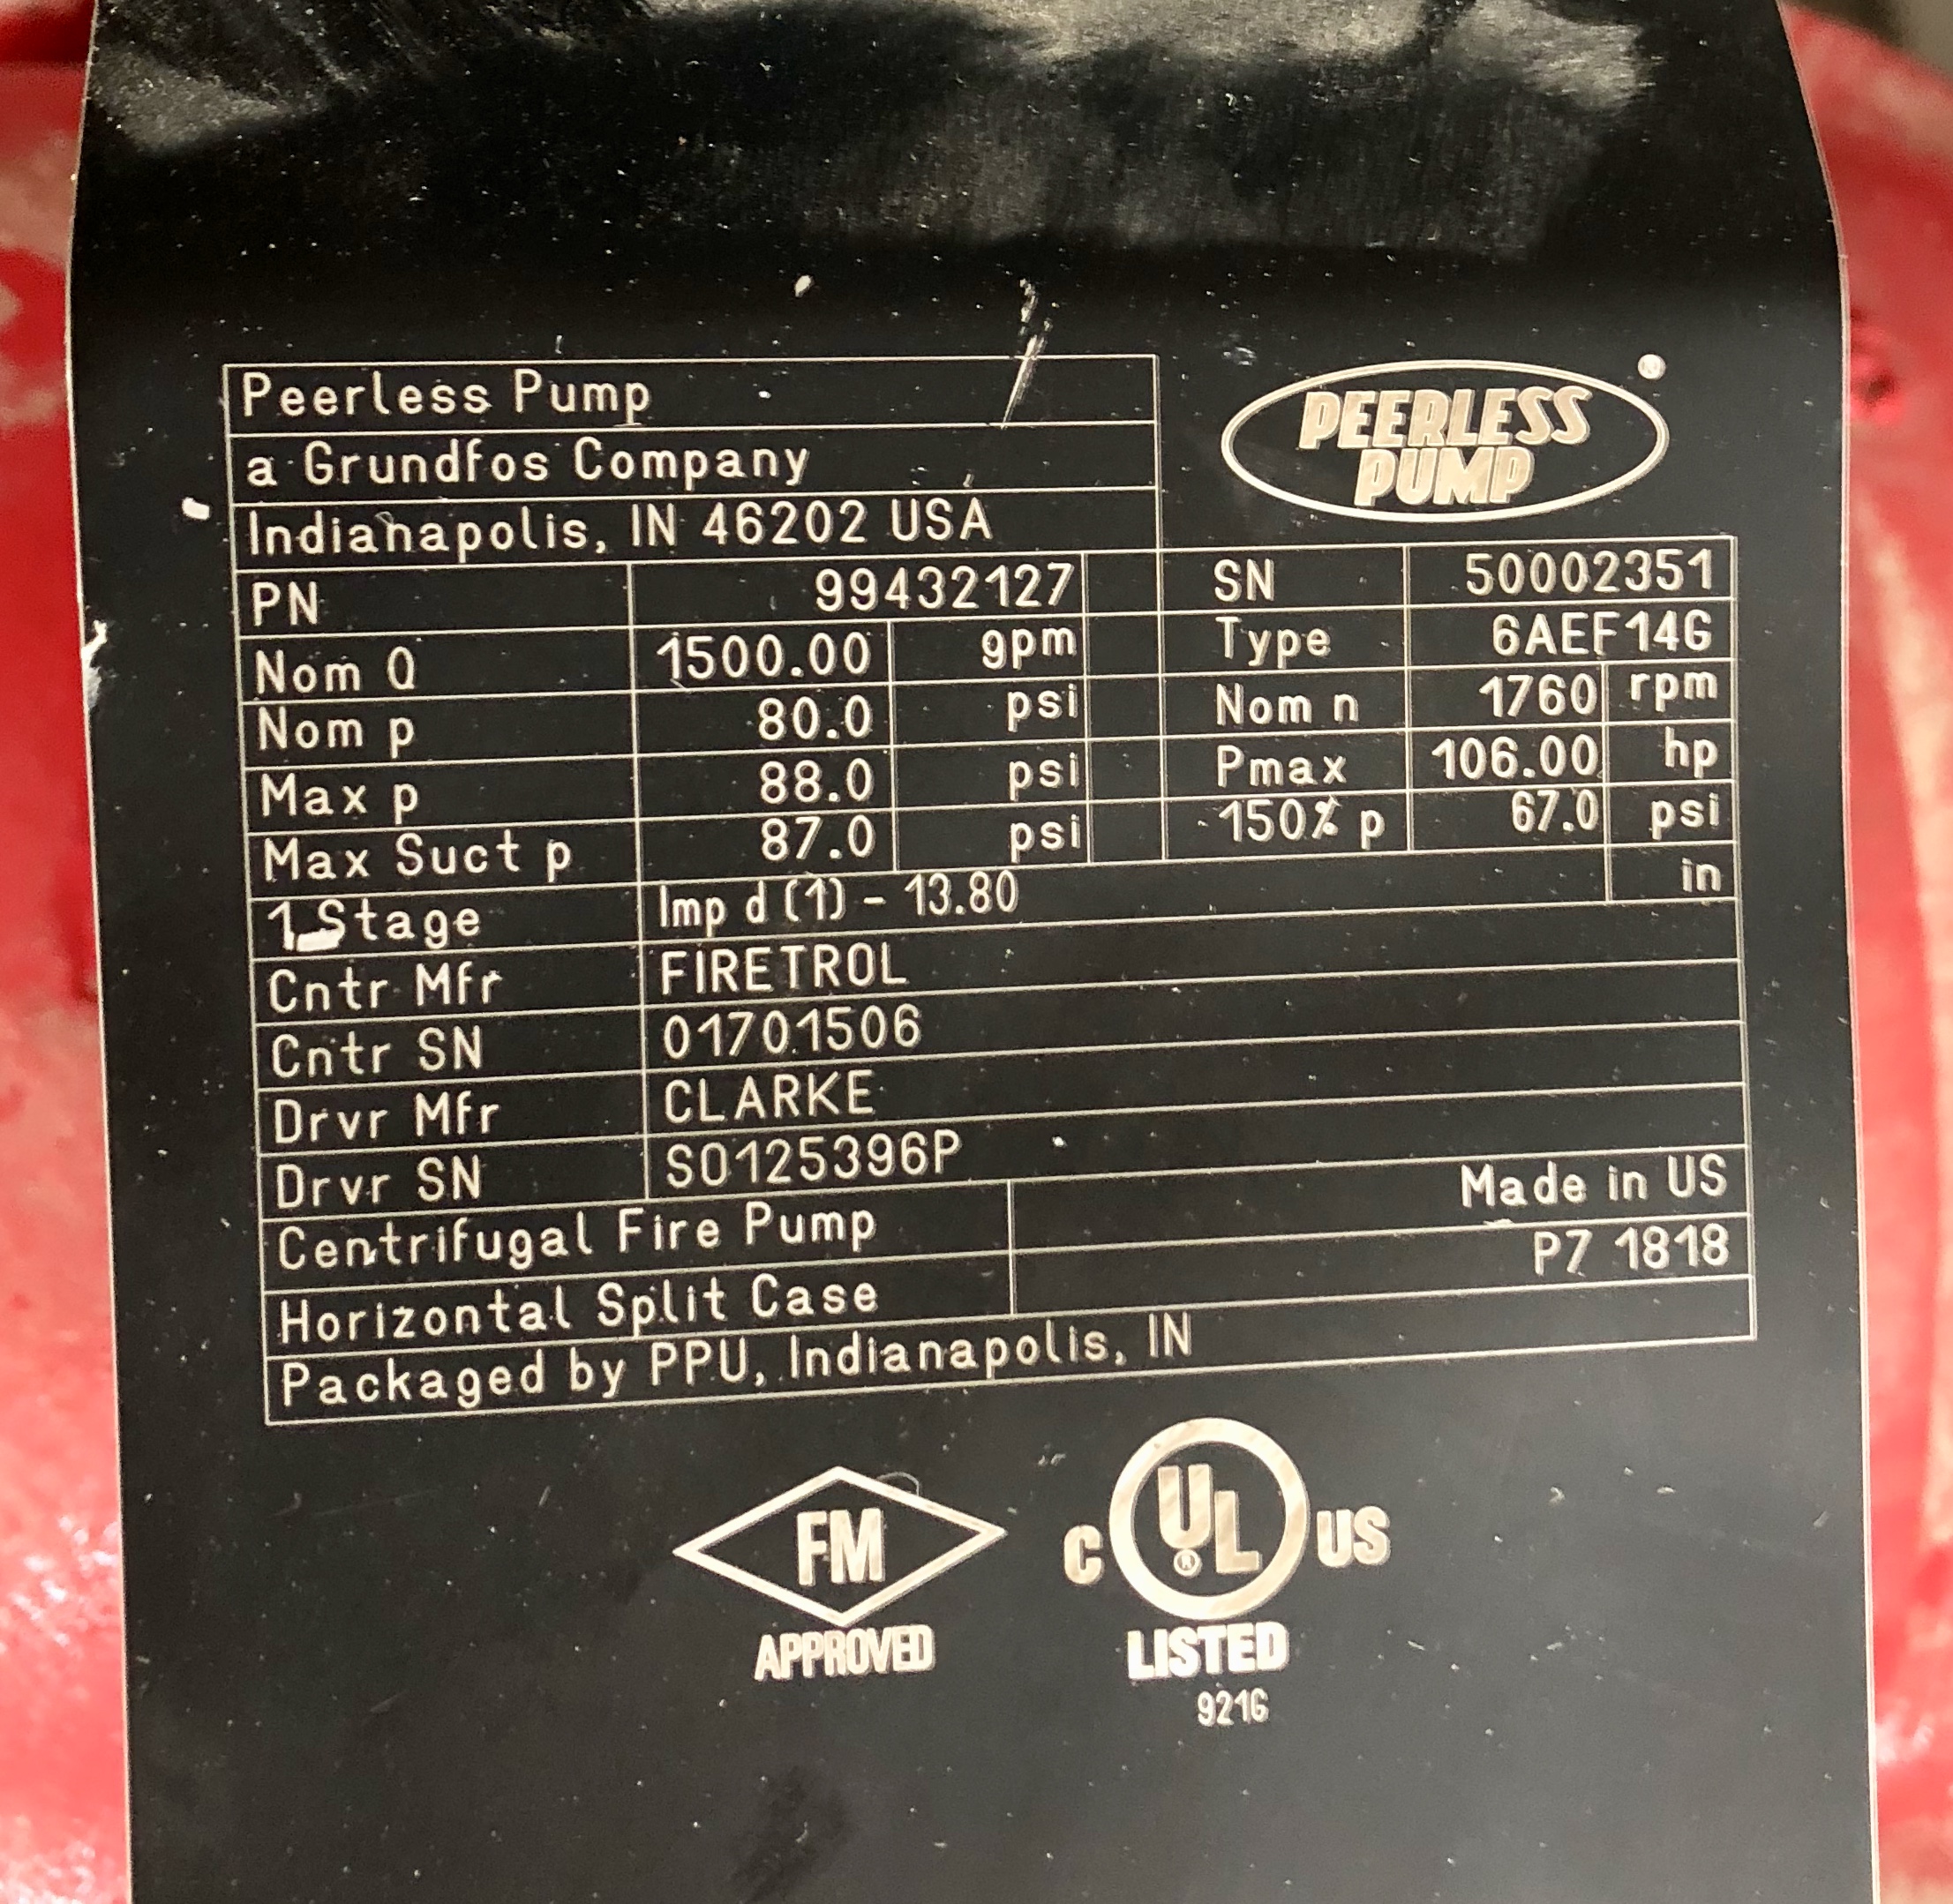 Peerless Pump
a Grundfos Company
Indianapolis, IN 46202 USA
PEERLESS
PUMP
®
PN 99432127 SN 50002351
Nom Q 1500.00 gpm Type 6AEF14G
Nom p 80.0 psi Nom n 1760 rpm
Max p 88.0 psi Pmax 106.00 hp
Max Suct p 87.0 psi 150% p 67.0 psi
1 Stage Imp d (1) - 13.80 in
Cntr Mfr FIRETROL
Cntr SN 01701506
Drvr Mfr CLARKE
Drvr SN S0125396P
Centrifugal Fire Pump Made in US
Horizontal Split Case P7 1818
Packaged by PPU, Indianapolis, IN
FM
APPROVED
C UL® US
LISTED
921G